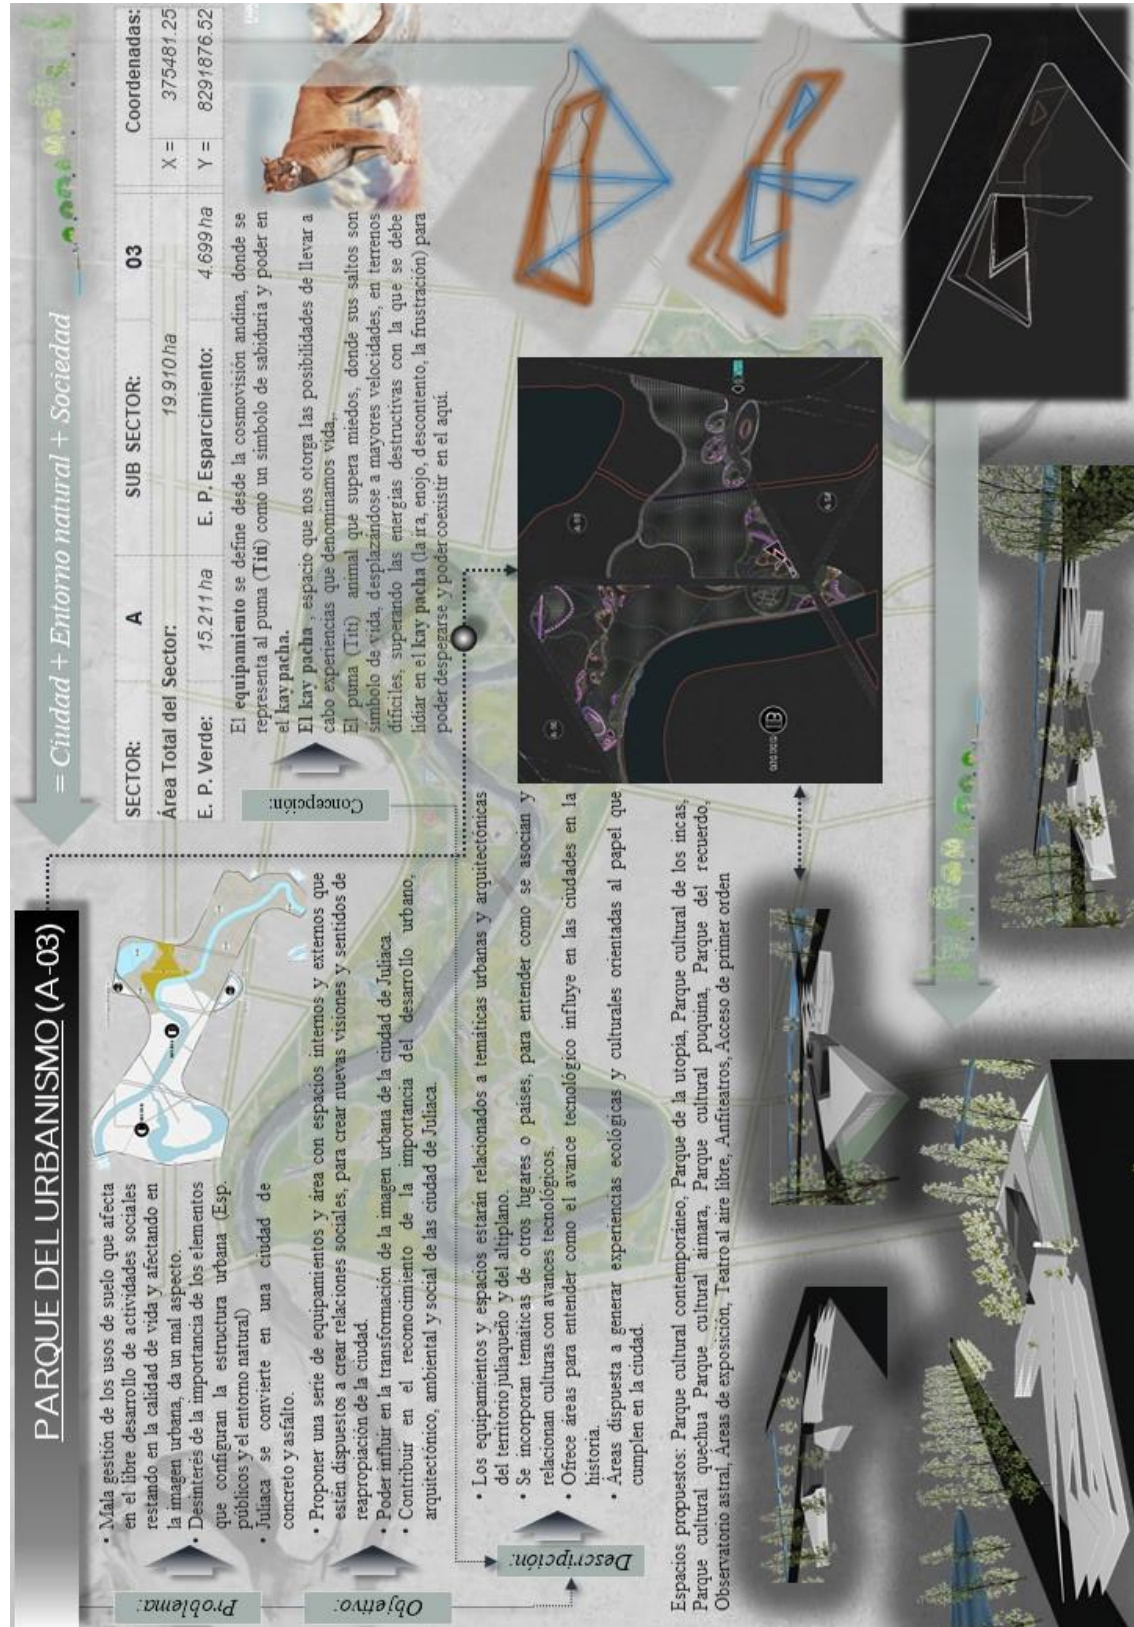 PARQUE DEL URBANISMO (A-03)
= Ciudad + Entorno natural + Sociedad
Problema:
• Mala gestión de los usos de suelo que afecta
en el libre desarrollo de actividades sociales
restando en la calidad de vida y afectando en
la imagen urbana, da un mal aspecto.
• Desinterés de la importancia de los elementos
que configuran la estructura urbana (Esp.
públicos y el entorno natural)
• Juliaca se convierte en una ciudad de
concreto y asfalto.
Objetivo:
• Proponer una serie de equipamientos y área con espacios internos y externos que
estén dispuestos a crear relaciones sociales, para crear nuevas visiones y sentidos de
reapropiación de la ciudad.
• Poder influir en la transformación de la imagen urbana de la ciudad de Juliaca.
• Contribuir en el reconocimiento de la importancia del desarrollo urbano,
arquitectónico, ambiental y social de las ciudad de Juliaca.
Descripción:
• Los equipamientos y espacios estarán relacionados a temáticas urbanas y arquitectónicas
del territorio juliaqueño y del altiplano.
• Se incorporan temáticas de otros lugares o países, para entender como se asocian y
relacionan culturas con avances tecnológicos.
• Ofrece áreas para entender como el avance tecnológico influye en las ciudades en la
historia.
• Áreas dispuesta a generar experiencias ecológicas y culturales orientadas al papel que
cumplen en la ciudad.
Espacios propuestos: Parque cultural contemporáneo, Parque de la utopía, Parque cultural de los incas,
Parque cultural quechua Parque cultural aimara, Parque cultural puquina, Parque del recuerdo,
Observatorio astral, Áreas de exposición, Teatro al aire libre, Anfiteatros, Acceso de primer orden
SECTOR: A SUB SECTOR: 03 Coordenadas:
Área Total del Sector: 19.910 ha X = 375481.25
E. P. Verde: 15.211 ha E. P. Esparcimiento: 4.699 ha Y = 8291876.52
Concepción:
El equipamiento se define desde la cosmovisión andina, donde se
representa al puma (Titi) como un símbolo de sabiduría y poder en
el kay pacha.
El kay pacha , espacio que nos otorga las posibilidades de llevar a
cabo experiencias que denominamos vida,.
El puma (Titi) animal que supera miedos, donde sus saltos son
símbolo de vida, desplazándose a mayores velocidades, en terrenos
difíciles, superando las energías destructivas con la que se debe
lidiar en el kay pacha (la ira, enojo, descontento, la frustración) para
poder despegarse y poder coexistir en el aquí.